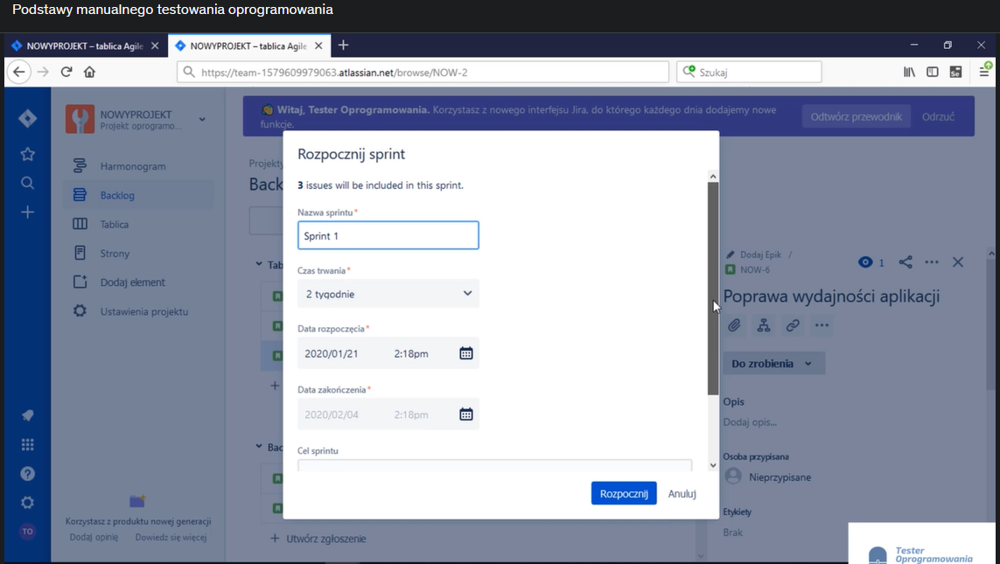 Podstawy manualnego testowania oprogramowania
NOWYPROJEKT – tablica Agile
NOWYPROJEKT – tablica Agile
https://team-1579609979063.atlassian.net/browse/NOW-2
Szukaj
Se
NOWYPROJEKT
Projekt oprogramo...
Harmonogram
Backlog
Tablica
Strony
Dodaj element
Ustawienia projektu
Korzystasz z produktu nowej generacji
Dodaj opinię Dowiedz się więcej
TO
Witaj, Tester Oprogramowania. Korzystasz z nowego interfejsu Jira, do którego każdego dnia dodajemy nowe
funkcje.
Odtwórz przewodnik Odrzuć
Projekty
Back
Tab
Bac
Utwórz zgłoszenie
Rozpocznij sprint
3 issues will be included in this sprint.
Nazwa sprintu*
Sprint 1
Czas trwania*
2 tygodnie
Data rozpoczęcia*
2020/01/21 2:18pm
Data zakończenia*
2020/02/04 2:18pm
Cel sprintu
Rozpocznij Anuluj
Dodaj Epik /
NOW-6
1
Poprawa wydajności aplikacji
Do zrobienia
Opis
Dodaj opis...
Osoba przypisana
Nieprzypisane
Etykiety
Brak
Tester
Oprogramowania